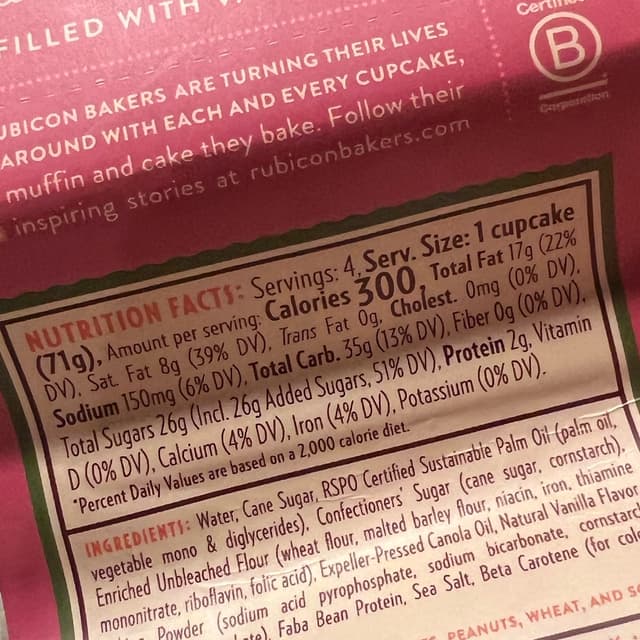 FILLED WITH
RUBICON BAKERS ARE TURNING THEIR LIVES
AROUND WITH EACH AND EVERY CUPCAKE,
muffin and cake they bake. Follow their
inspiring stories at rubiconbakers.com
Certified
B
Corporation
NUTRITION FACTS: Servings: 4, Serv. Size: 1 cupcake
(71g), Amount per serving: Calories 300, Total Fat 17g (22%
DV), Sat. Fat 8g (39% DV), Trans Fat 0g, Cholest. 0mg (0% DV),
Sodium 150mg (6% DV), Total Carb. 35g (13% DV), Fiber 0g (0% DV),
Total Sugars 26g (Incl. 26g Added Sugars, 51% DV), Protein 2g, Vitamin
D (0% DV), Calcium (4% DV), Iron (4% DV), Potassium (0% DV).
*Percent Daily Values are based on a 2,000 calorie diet.
INGREDIENTS: Water, Cane Sugar, RSPO Certified Sustainable Palm Oil (palm oil,
vegetable mono & diglycerides), Confectioners' Sugar (cane sugar, cornstarch),
Enriched Unbleached Flour (wheat flour, malted barley flour, niacin, iron, thiamine
mononitrate, riboflavin, folic acid), Expeller-Pressed Canola Oil, Natural Vanilla Flavor
Powder (sodium acid pyrophosphate, sodium bicarbonate, cornstarch
Faba Bean Protein, Sea Salt, Beta Carotene (for
PEANUTS, WHEAT, AND